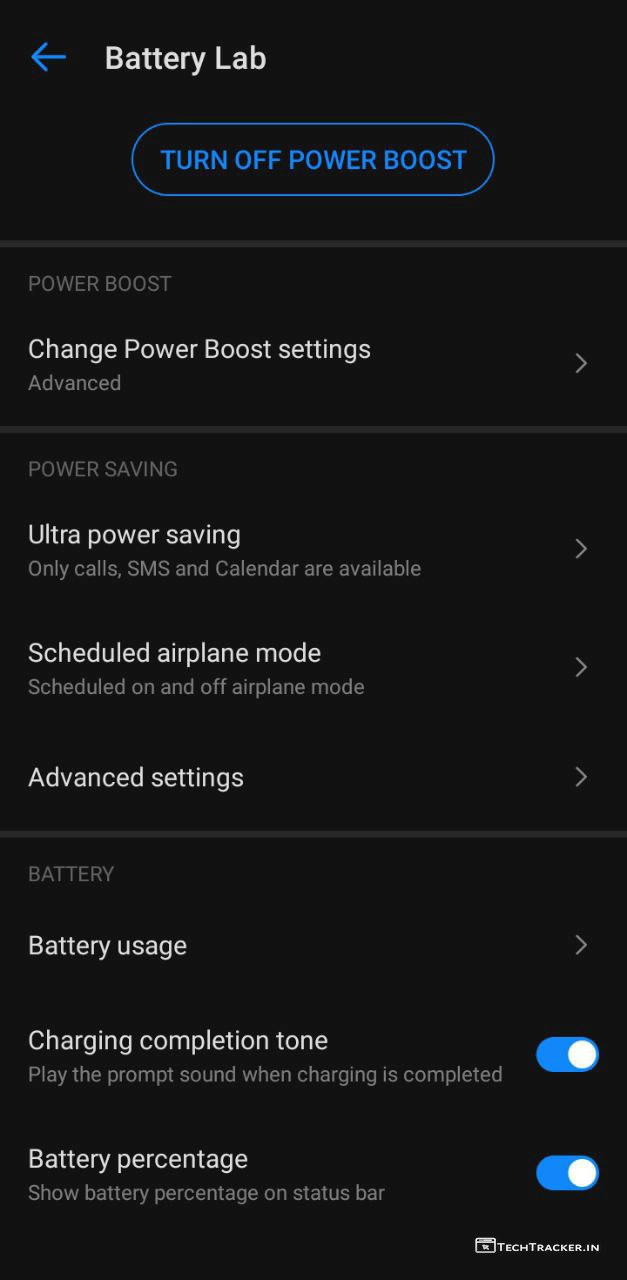 Battery Lab
TURN OFF POWER BOOST
POWER BOOST
Change Power Boost settings
Advanced
POWER SAVING
Ultra power saving
Only calls, SMS and Calendar are available
Scheduled airplane mode
Scheduled on and off airplane mode
Advanced settings
BATTERY
Battery usage
Charging completion tone
Play the prompt sound when charging is completed
Battery percentage
Show battery percentage on status bar
TECHTRACKER.IN